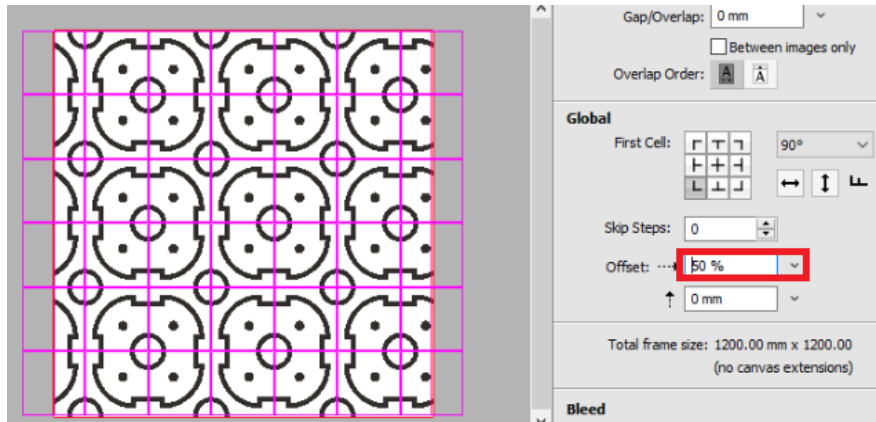 Gap/Overlap: 0 mm
Between images only
Overlap Order: A A
Global
First Cell: 90°
Skip Steps: 0
Offset: 50 %
0 mm
Total frame size: 1200.00 mm x 1200.00
(no canvas extensions)
Bleed